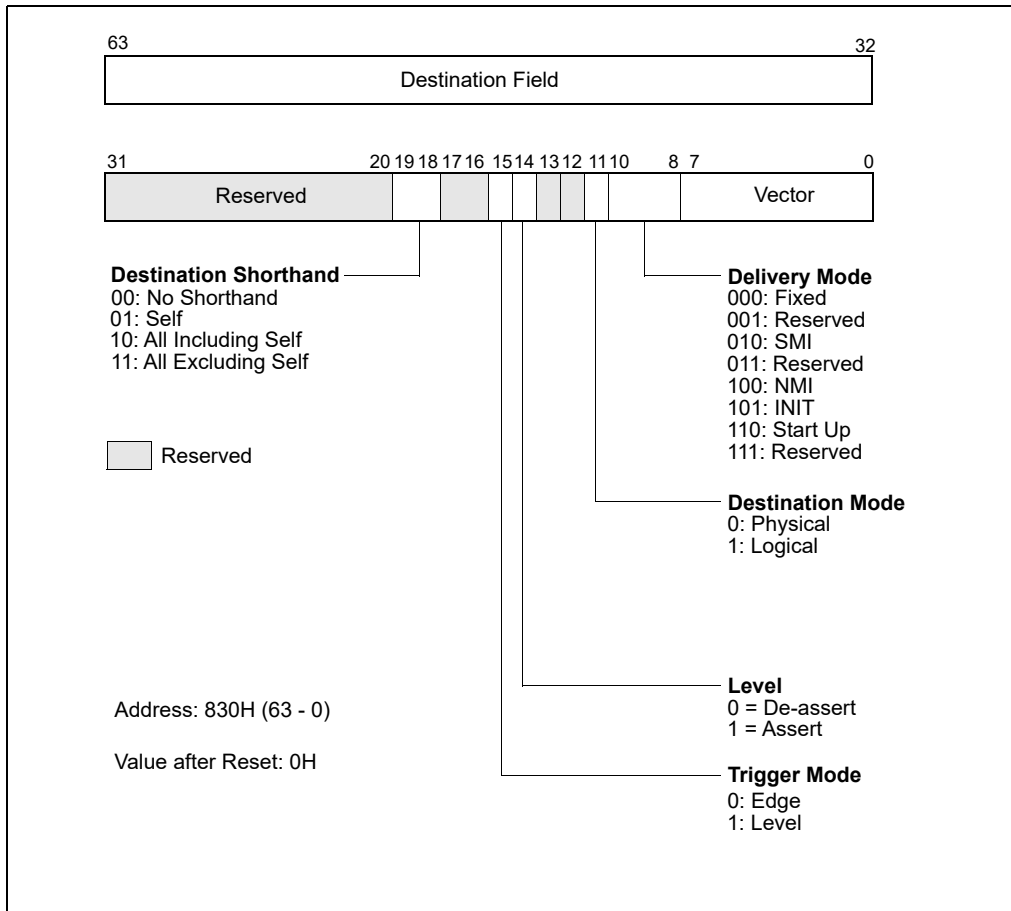 63 32
Destination Field
31 20 19 18 17 16 15 14 13 12 11 10 8 7 0
Reserved Vector
Destination Shorthand
00: No Shorthand
01: Self
10: All Including Self
11: All Excluding Self
Reserved
Delivery Mode
000: Fixed
001: Reserved
010: SMI
011: Reserved
100: NMI
101: INIT
110: Start Up
111: Reserved
Destination Mode
0: Physical
1: Logical
Level
0 = De-assert
1 = Assert
Address: 830H (63 - 0)
Value after Reset: 0H
Trigger Mode
0: Edge
1: Level